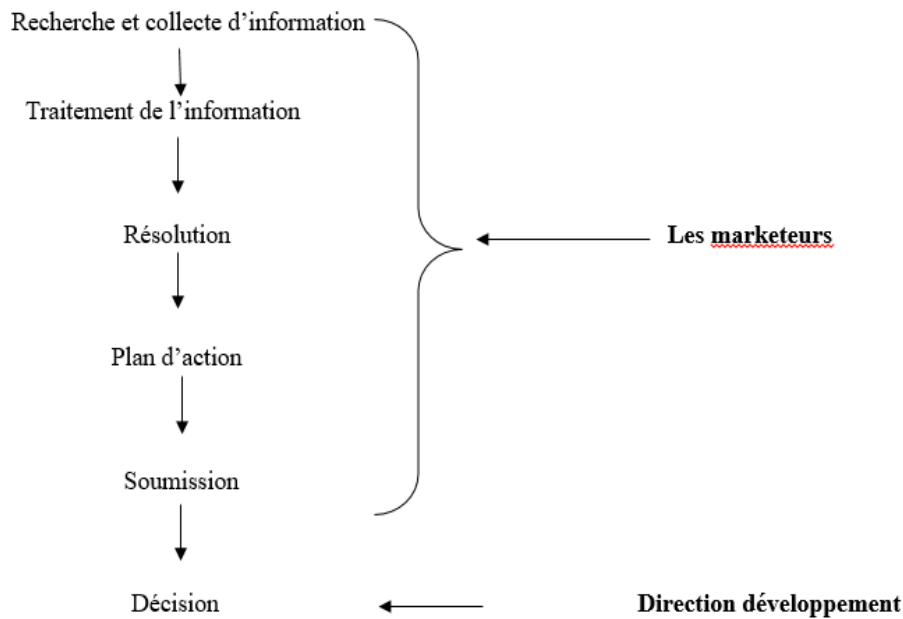 Recherche et collecte d’information
Traitement de l’information
Résolution
Les marketeurs
Plan d’action
Soumission
Décision
Direction développement